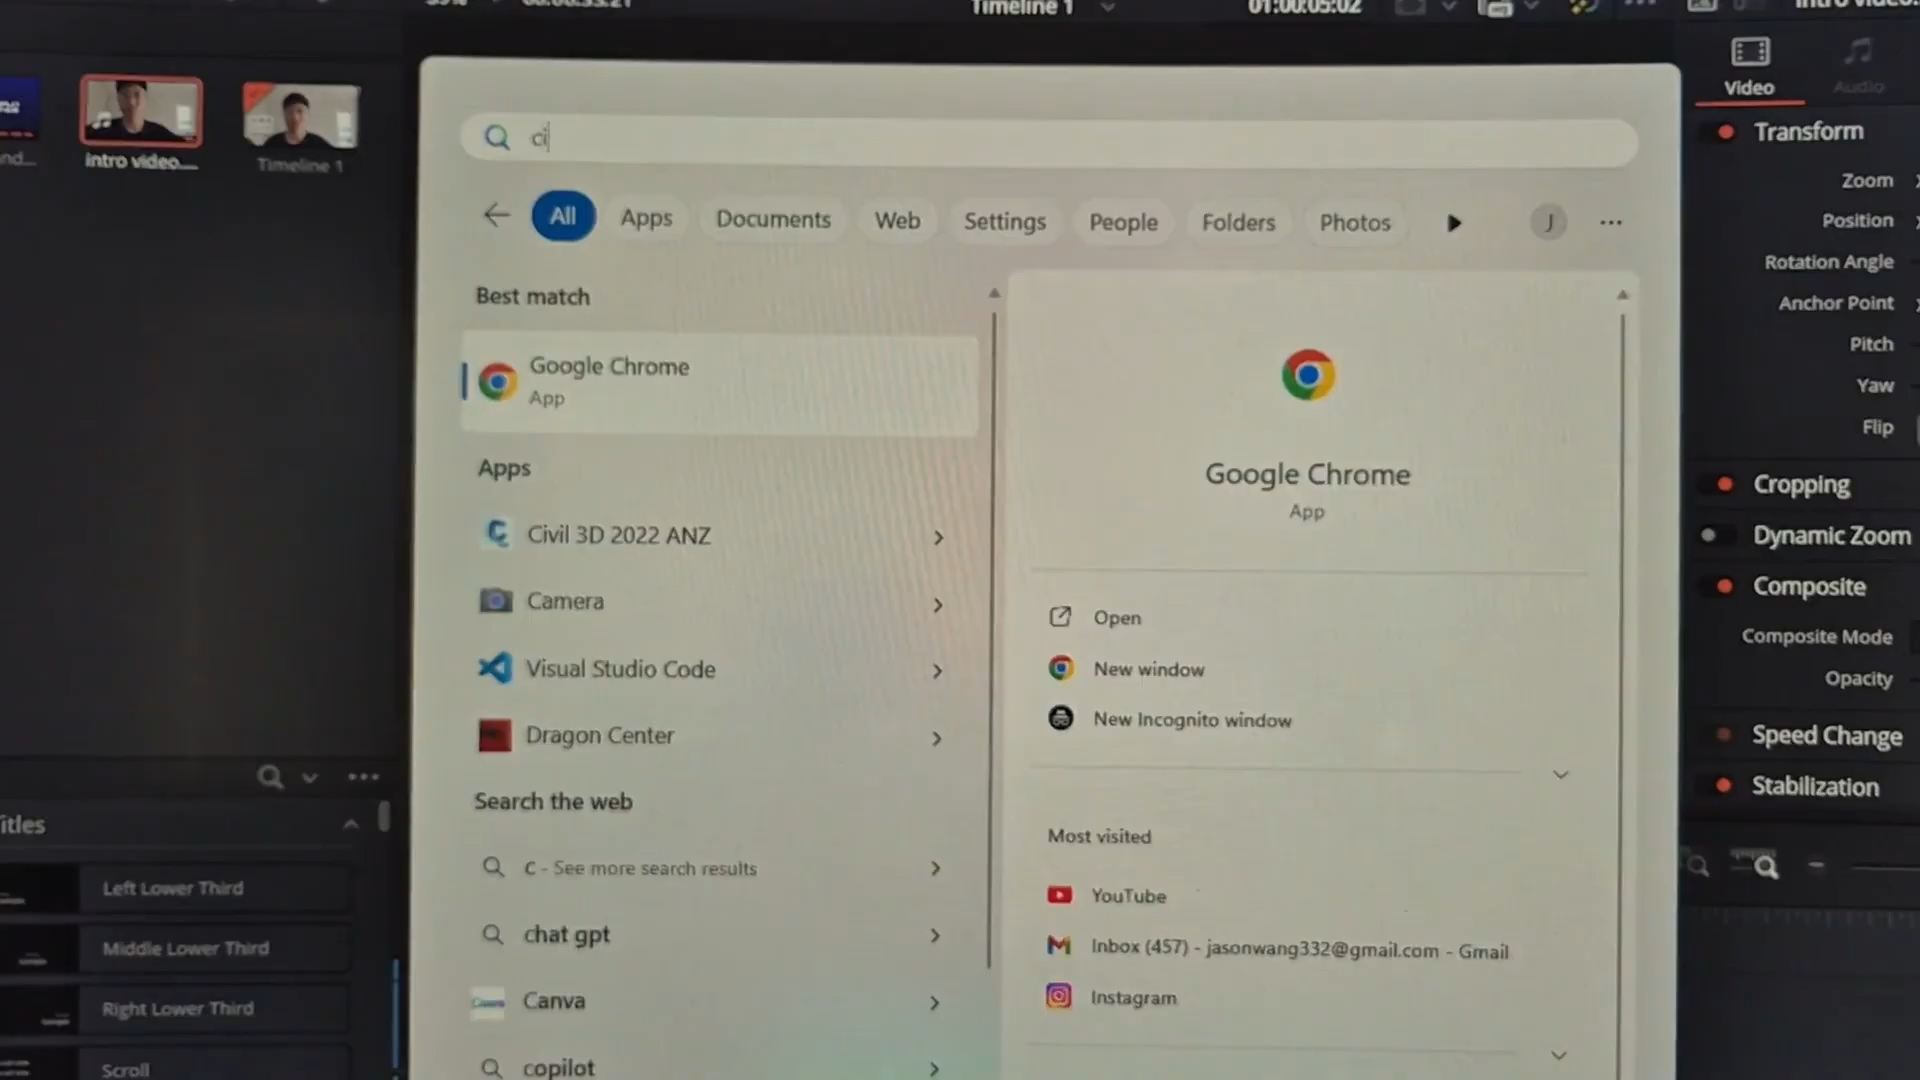 Timeline 1
01:00:05:02
intro video....
Timeline 1
ci
All
Apps
Documents
Web
Settings
People
Folders
Photos
J
Best match
Google Chrome
App
Apps
Civil 3D 2022 ANZ
Camera
Visual Studio Code
Dragon Center
Search the web
c - See more search results
chat gpt
Canva
copilot
Google Chrome
App
Open
New window
New Incognito window
Most visited
YouTube
Inbox (457) - jasonwang332@gmail.com - Gmail
Instagram
Video
Audio
Transform
Zoom
Position
Rotation Angle
Anchor Point
Pitch
Yaw
Flip
Cropping
Dynamic Zoom
Composite
Composite Mode
Opacity
Speed Change
Stabilization
itles
Left Lower Third
Middle Lower Third
Right Lower Third
Scroll